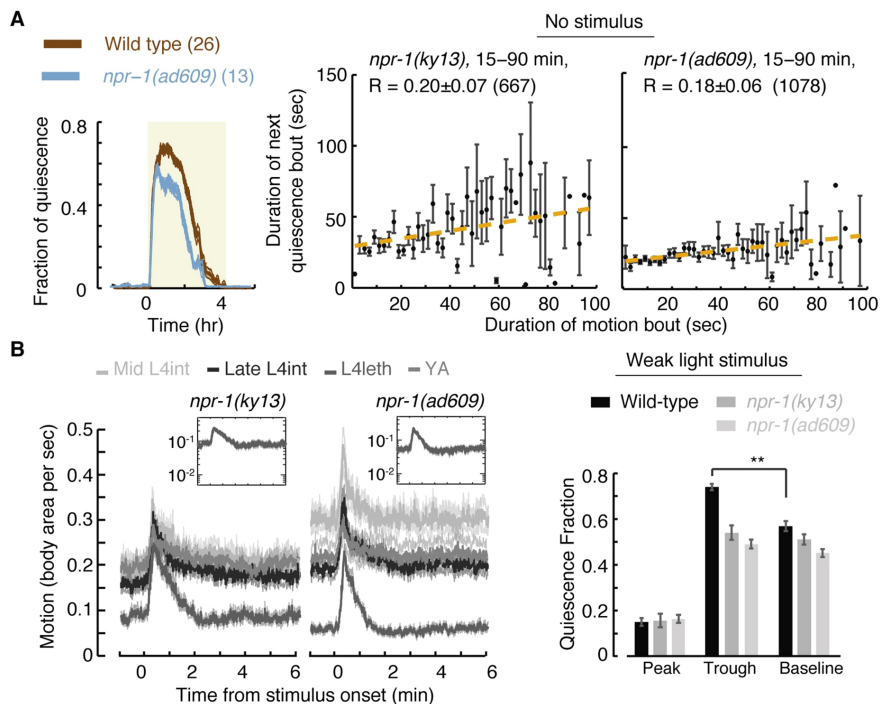 A
No stimulus
Wild type (26)
npr−1(ad609) (13)
0.8
0.4
0
Fraction of quiescence
0 4
Time (hr)
npr-1(ky13), 15–90 min,
R = 0.20±0.07 (667)
npr-1(ad609), 15–90 min,
R = 0.18±0.06 (1078)
150
100
50
0
Duration of next
quiescence bout (sec)
20 40 60 80 100
20 40 60 80 100
Duration of motion bout (sec)
B
Mid L4int Late L4int L4leth YA
npr-1(ky13)
npr-1(ad609)
10-1
10-2
10-1
10-2
0.5
0.4
0.3
0.2
0.1
0
Motion (body area per sec)
0 2 4 6
0 2 4 6
Time from stimulus onset (min)
Weak light stimulus
Wild-type npr-1(ky13)
npr-1(ad609)
**
0.8
0.6
0.4
0.2
0
Quiescence Fraction
Peak Trough Baseline